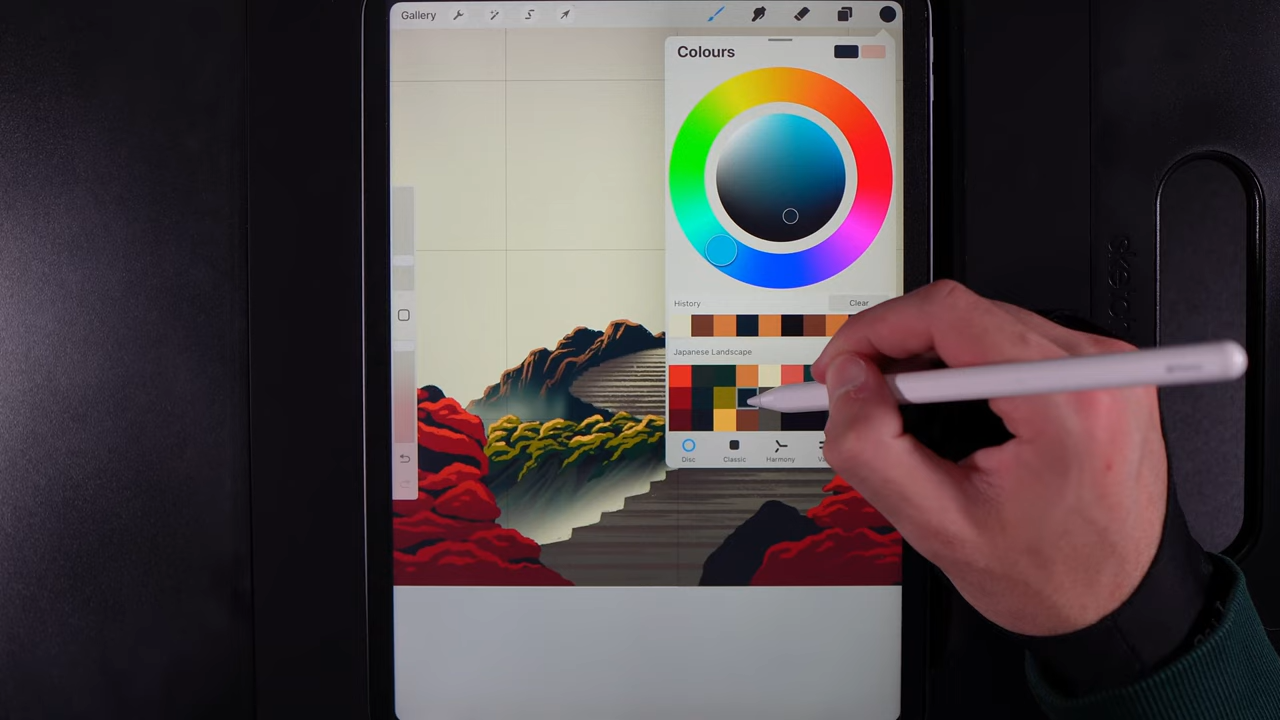 Gallery
Colours
History
Clear
Japanese Landscape
Disc
Classic
Harmony